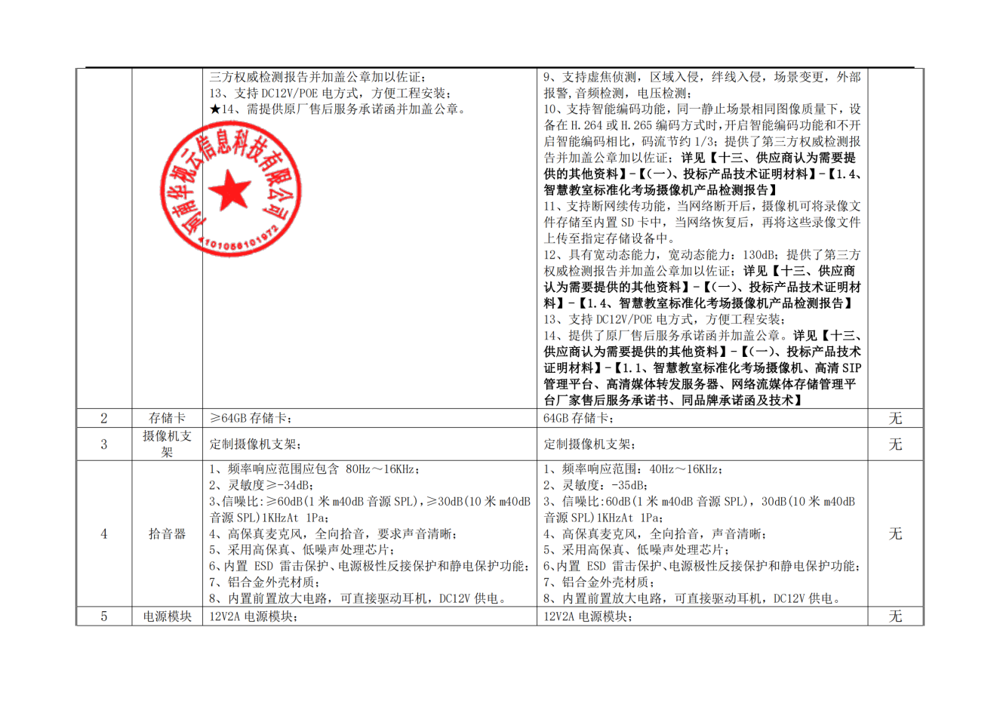 三方权威检测报告并加盖公章加以佐证；
13、支持 DC12V/POE 电方式，方便工程安装；
★14、需提供原厂售后服务承诺函并加盖公章。
河南华视云信息科技有限公司
4101056101972
9、支持虚焦侦测，区域入侵，绊线入侵，场景变更，外部
报警,音频检测，电压检测；
10、支持智能编码功能，同一静止场景相同图像质量下，设
备在 H.264 或 H.265 编码方式时,开启智能编码功能和不开
启智能编码相比，码流节约 1/3；提供了第三方权威检测报
告并加盖公章加以佐证；详见【十三、供应商认为需要提
供的其他资料】-【（一）、投标产品技术证明材料】-【1.4、
智慧教室标准化考场摄像机产品检测报告】
11、支持断网续传功能，当网络断开后，摄像机可将录像文
件存储至内置 SD 卡中，当网络恢复后，再将这些录像文件
上传至指定存储设备中。
12、具有宽动态能力，宽动态能力：130dB；提供了第三方
权威检测报告并加盖公章加以佐证；详见【十三、供应商
认为需要提供的其他资料】-【（一）、投标产品技术证明材
料】-【1.4、智慧教室标准化考场摄像机产品检测报告】
13、支持 DC12V/POE 电方式，方便工程安装；
14、提供了原厂售后服务承诺函并加盖公章。详见【十三、
供应商认为需要提供的其他资料】-【（一）、投标产品技术
证明材料】-【1.1、智慧教室标准化考场摄像机、高清 SIP
管理平台、高清媒体转发服务器、网络流媒体存储管理平
台厂家售后服务承诺书、同品牌承诺函及技术】
2
存储卡
≥64GB 存储卡；
64GB 存储卡；
无
3
摄像机支
架
定制摄像机支架；
定制摄像机支架；
无
4
拾音器
1、频率响应范围应包含 80Hz～16KHz；
2、灵敏度≥-34dB；
3、信噪比:≥60dB(1 米 m40dB 音源 SPL),≥30dB(10 米 m40dB
音源 SPL)1KHzAt 1Pa；
4、高保真麦克风，全向拾音，要求声音清晰；
5、采用高保真、低噪声处理芯片；
6、内置 ESD 雷击保护、电源极性反接保护和静电保护功能；
7、铝合金外壳材质；
8、内置前置放大电路，可直接驱动耳机，DC12V 供电。
1、频率响应范围：40Hz～16KHz；
2、灵敏度：-35dB；
3、信噪比:60dB(1 米 m40dB 音源 SPL)，30dB(10 米 m40dB
音源 SPL)1KHzAt 1Pa；
4、高保真麦克风，全向拾音，声音清晰；
5、采用高保真、低噪声处理芯片；
6、内置 ESD 雷击保护、电源极性反接保护和静电保护功能；
7、铝合金外壳材质；
8、内置前置放大电路，可直接驱动耳机，DC12V 供电。
无
5
电源模块
12V2A 电源模块；
12V2A 电源模块；
无